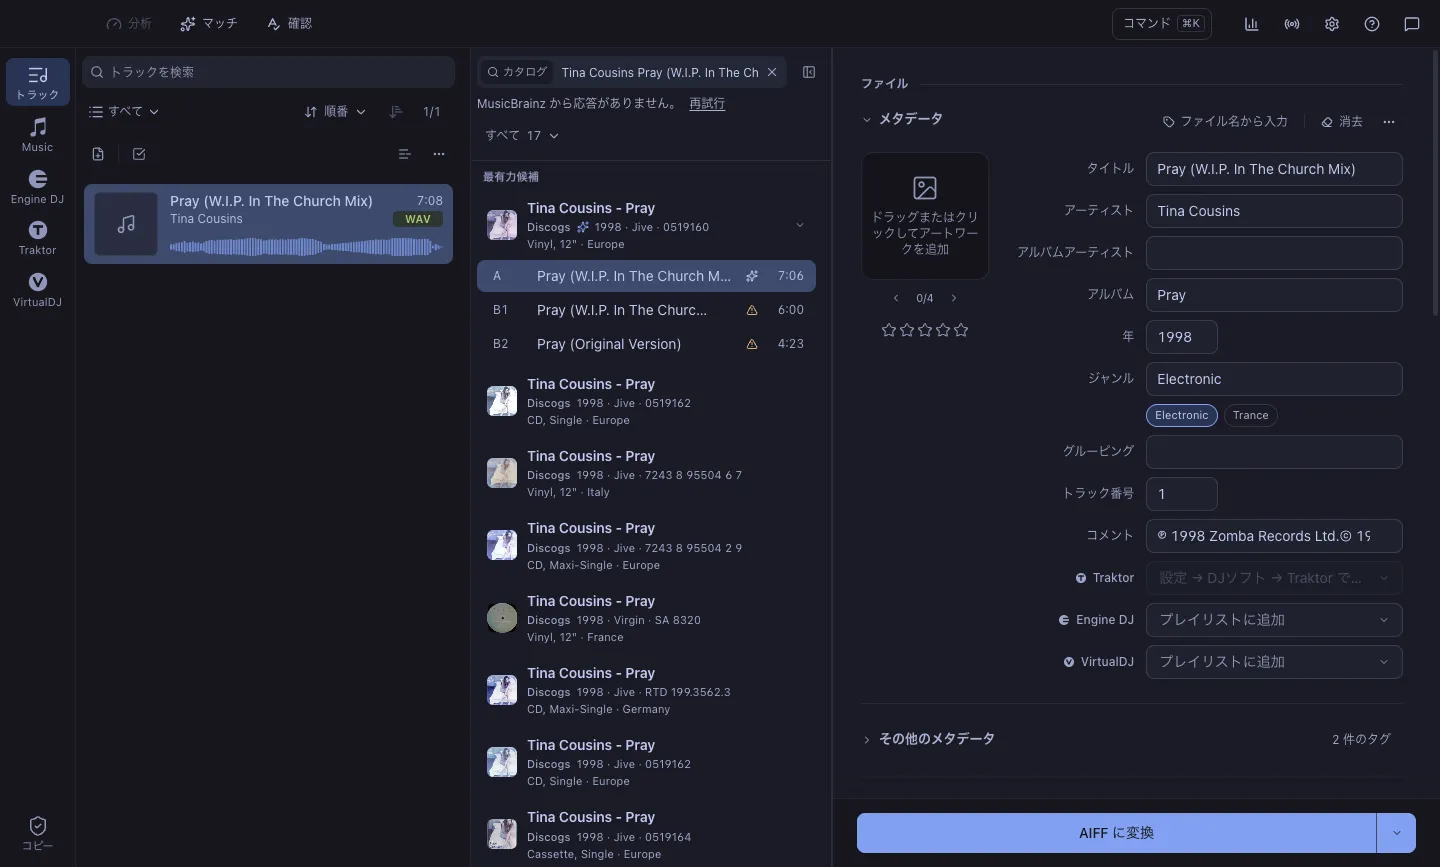 分析
マッチ
確認
コマンド ⌘K
トラック
Music
Engine DJ
Traktor
VirtualDJ
コピー
トラックを検索
すべて
順番
1/1
Pray (W.I.P. In The Church Mix)
7:08
Tina Cousins
WAV
カタログ
Tina Cousins Pray (W.I.P. In The Ch
MusicBrainz から応答がありません。 再試行
すべて 17
最有力候補
Tina Cousins - Pray
Discogs 1998 · Jive · 0519160
Vinyl, 12" · Europe
A Pray (W.I.P. In The Church M... 7:06
B1 Pray (W.I.P. In The Churc... 6:00
B2 Pray (Original Version) 4:23
Tina Cousins - Pray
Discogs 1998 · Jive · 0519162
CD, Single · Europe
Tina Cousins - Pray
Discogs 1998 · Jive · 7243 8 95504 6 7
Vinyl, 12" · Italy
Tina Cousins - Pray
Discogs 1998 · Jive · 7243 8 95504 2 9
CD, Maxi-Single · Europe
Tina Cousins - Pray
Discogs 1998 · Virgin · SA 8320
Vinyl, 12" · France
Tina Cousins - Pray
Discogs 1998 · Jive · RTD 199.3562.3
CD, Maxi-Single · Germany
Tina Cousins - Pray
Discogs 1998 · Jive · 0519162
CD, Single · Europe
Tina Cousins - Pray
Discogs 1998 · Jive · 0519164
Cassette, Single · Europe
ファイル
メタデータ
ファイル名から入力
消去
ドラッグまたはクリ
ックしてアートワー
クを追加
0/4
タイトル Pray (W.I.P. In The Church Mix)
アーティスト Tina Cousins
アルバムアーティスト
アルバム Pray
年 1998
ジャンル Electronic
Electronic Trance
グルーピング
トラック番号 1
コメント ℗ 1998 Zomba Records Ltd.© 19
Traktor 設定 → DJソフト → Traktor で...
Engine DJ プレイリストに追加
VirtualDJ プレイリストに追加
その他のメタデータ
2 件のタグ
AIFF に変換